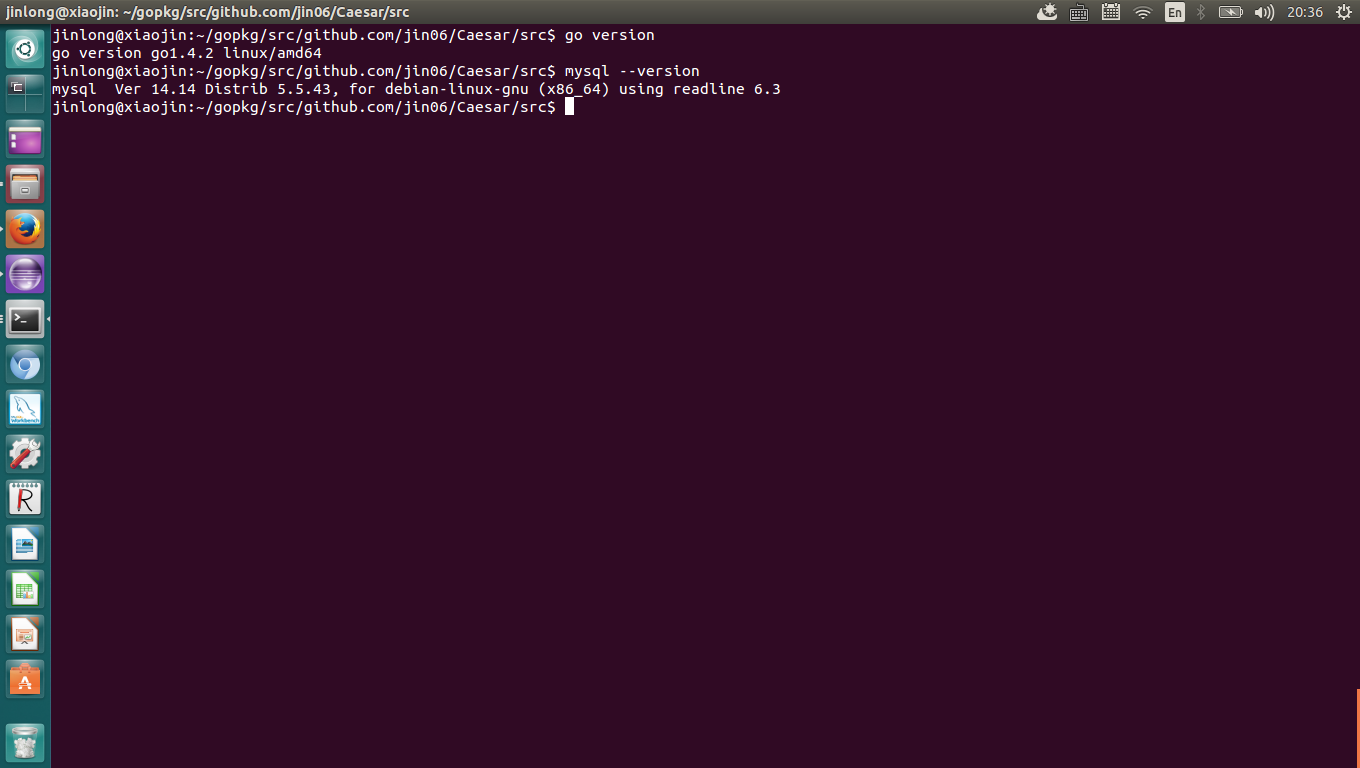 jinlong@xiaojin: ~/gopkg/src/github.com/jin06/Caesar/src
En
20:36
jinlong@xiaojin:~/gopkg/src/github.com/jin06/Caesar/src$ go version
go version go1.4.2 linux/amd64
jinlong@xiaojin:~/gopkg/src/github.com/jin06/Caesar/src$ mysql --version
mysql  Ver 14.14 Distrib 5.5.43, for debian-linux-gnu (x86_64) using readline 6.3
jinlong@xiaojin:~/gopkg/src/github.com/jin06/Caesar/src$
>_
Workbench
R
A